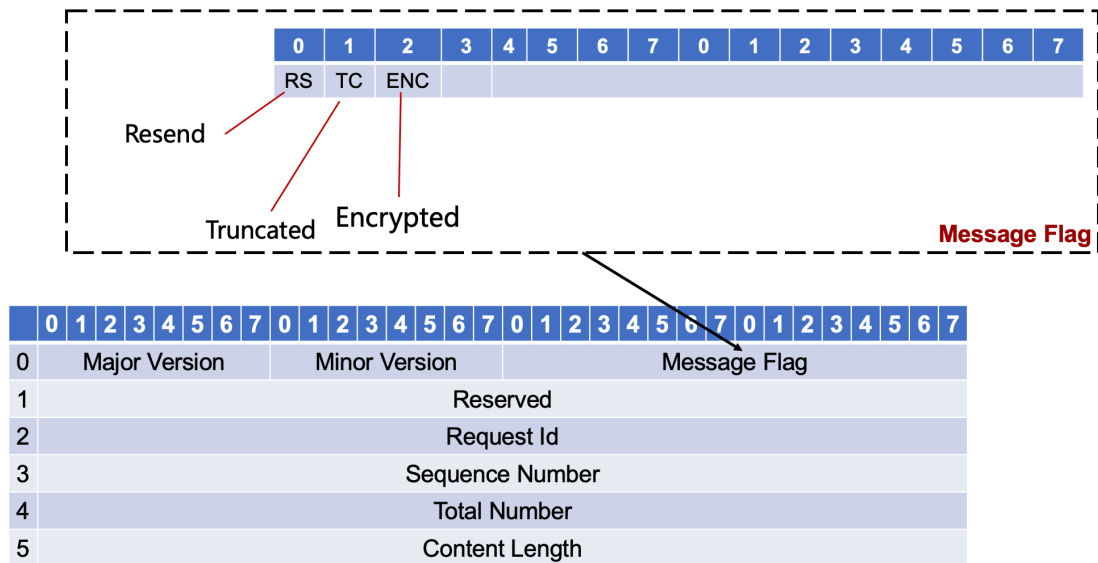 0 1 2 3 4 5 6 7 0 1 2 3 4 5 6 7
RS TC ENC
Resend
Truncated
Encrypted
Message Flag
0 1 2 3 4 5 6 7 0 1 2 3 4 5 6 7 0 1 2 3 4 5 6 7 0 1 2 3 4 5 6 7
0 Major Version Minor Version Message Flag
1 Reserved
2 Request Id
3 Sequence Number
4 Total Number
5 Content Length